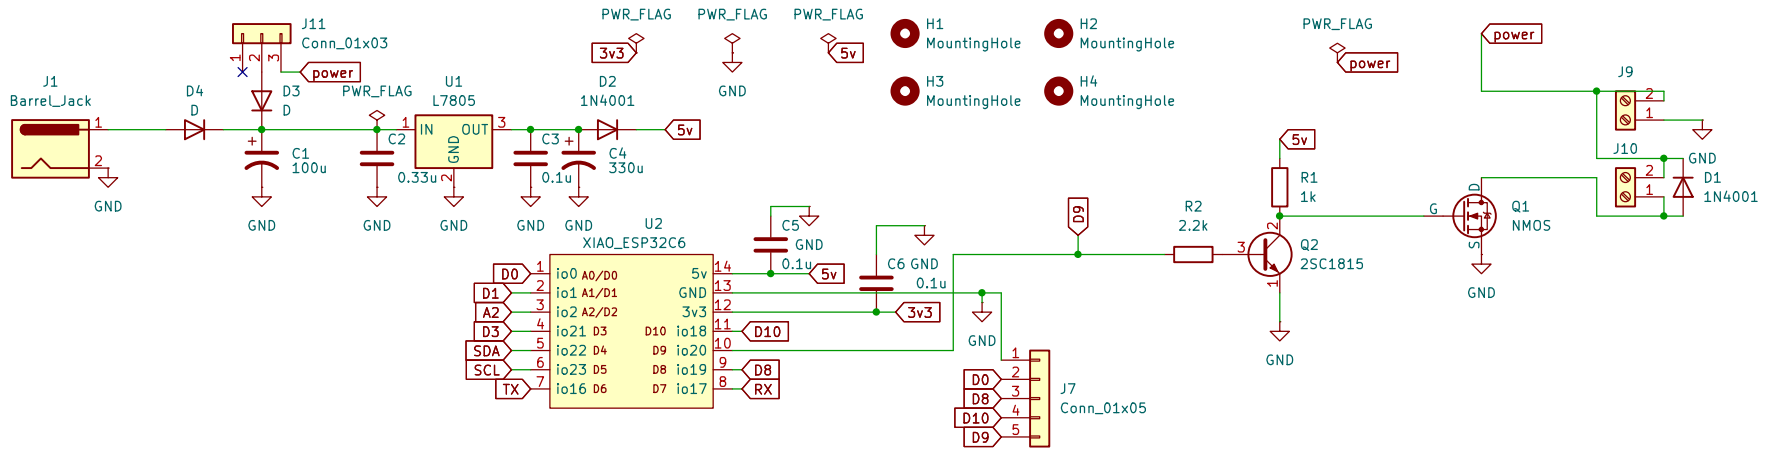 J11
Conn_01x03
1
2
3
power
J1
Barrel_Jack
1
2
GND
D4
D
D3
D
PWR_FLAG
U1
L7805
1
IN
OUT
3
GND
2
GND
+
C1
100u
GND
C2
0.33u
GND
C3
0.1u
+
C4
330u
GND
D2
1N4001
5v
PWR_FLAG
3v3
PWR_FLAG
GND
PWR_FLAG
5v
H1
MountingHole
H2
MountingHole
H3
MountingHole
H4
MountingHole
PWR_FLAG
power
power
J9
2
1
GND
J10
2
1
D1
1N4001
U2
XIAO_ESP32C6
D0 1 io0 A0/D0
D1 2 io1 A1/D1
A2 3 io2 A2/D2
D3 4 io21 D3
SDA 5 io22 D4
SCL 6 io23 D5
TX 7 io16 D6
5v 14
GND 13
3v3 12
D10 io18 11 D10
D9 io20 10
D8 io19 9 D8
D7 io17 8 RX
C5
GND
0.1u
5v
C6
GND
0.1u
3v3
GND
J7
Conn_01x05
1
D0 2
D8 3
D10 4
D9 5
D9
R2
2.2k
5v
R1
1k
2
3
1
Q2
2SC1815
GND
G
D
S
Q1
NMOS
GND